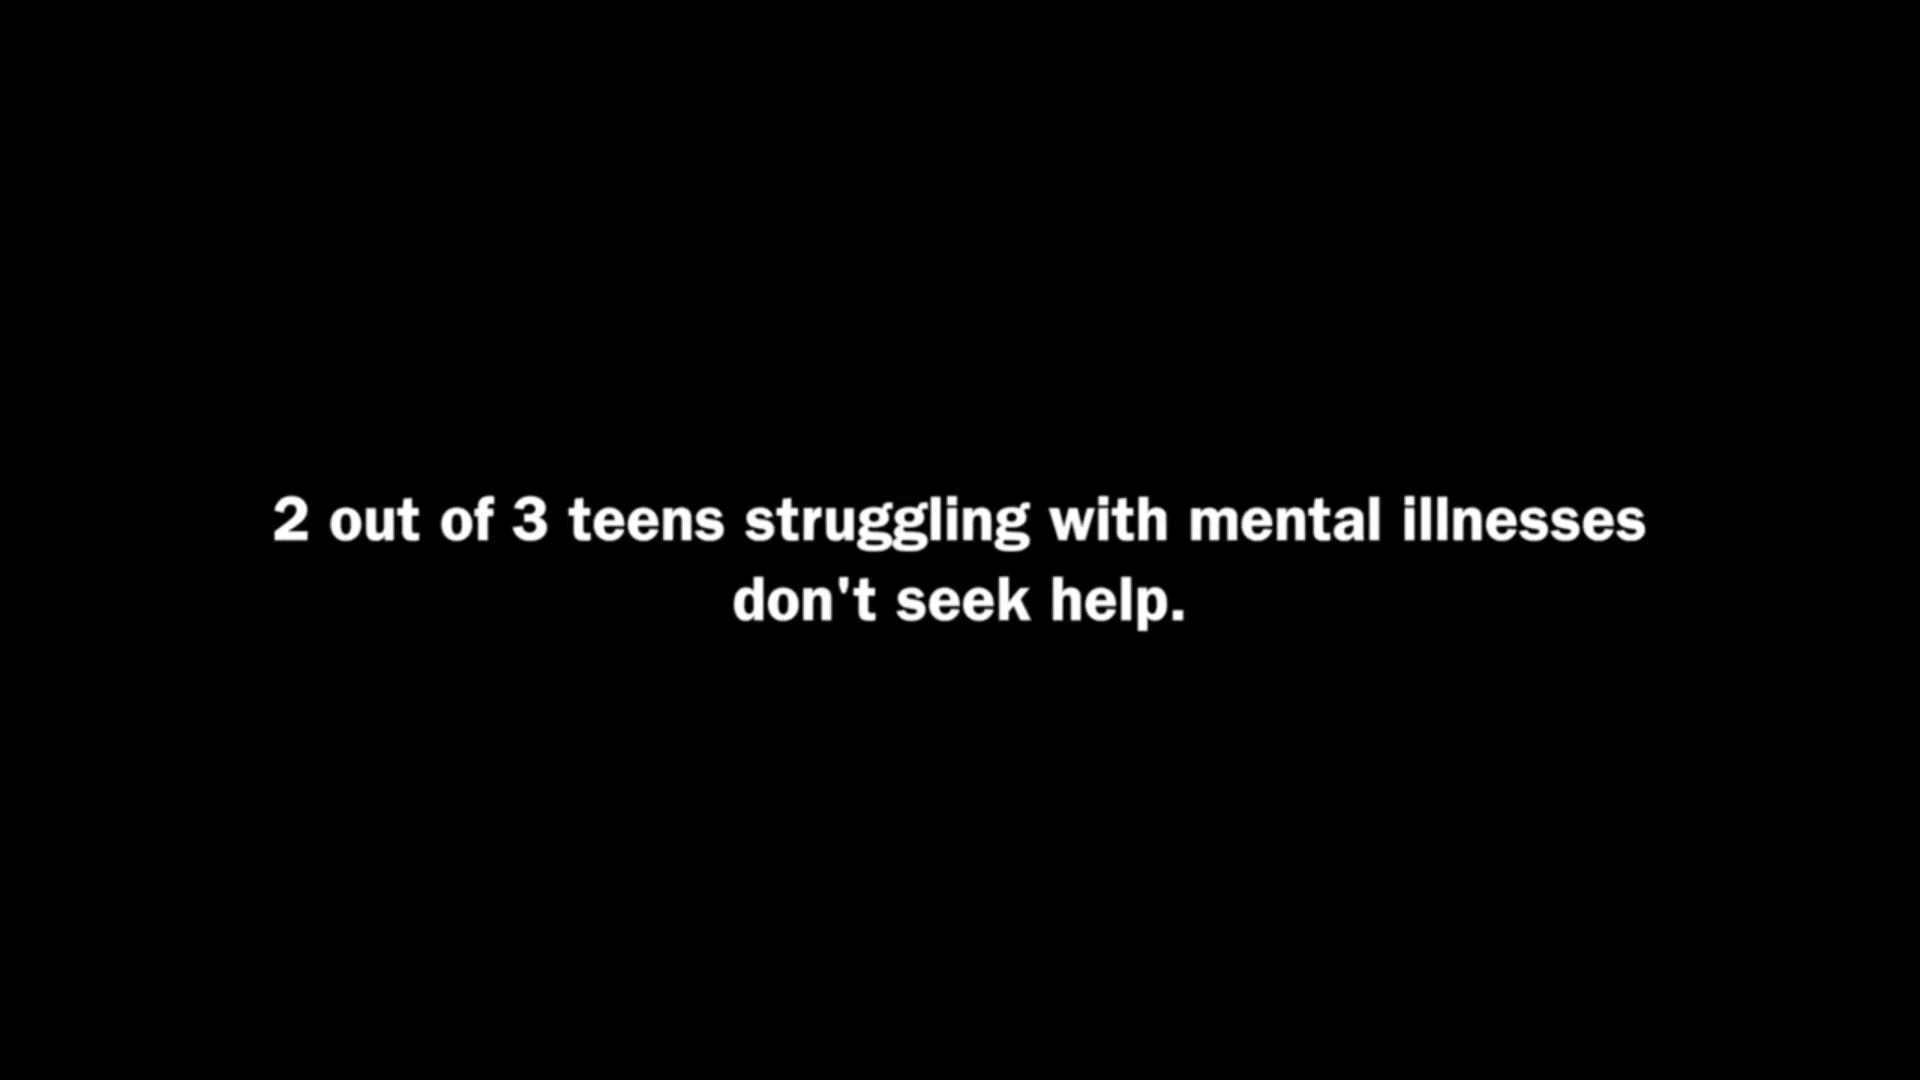 2 out of 3 teens struggling with mental illnesses
don't seek help.